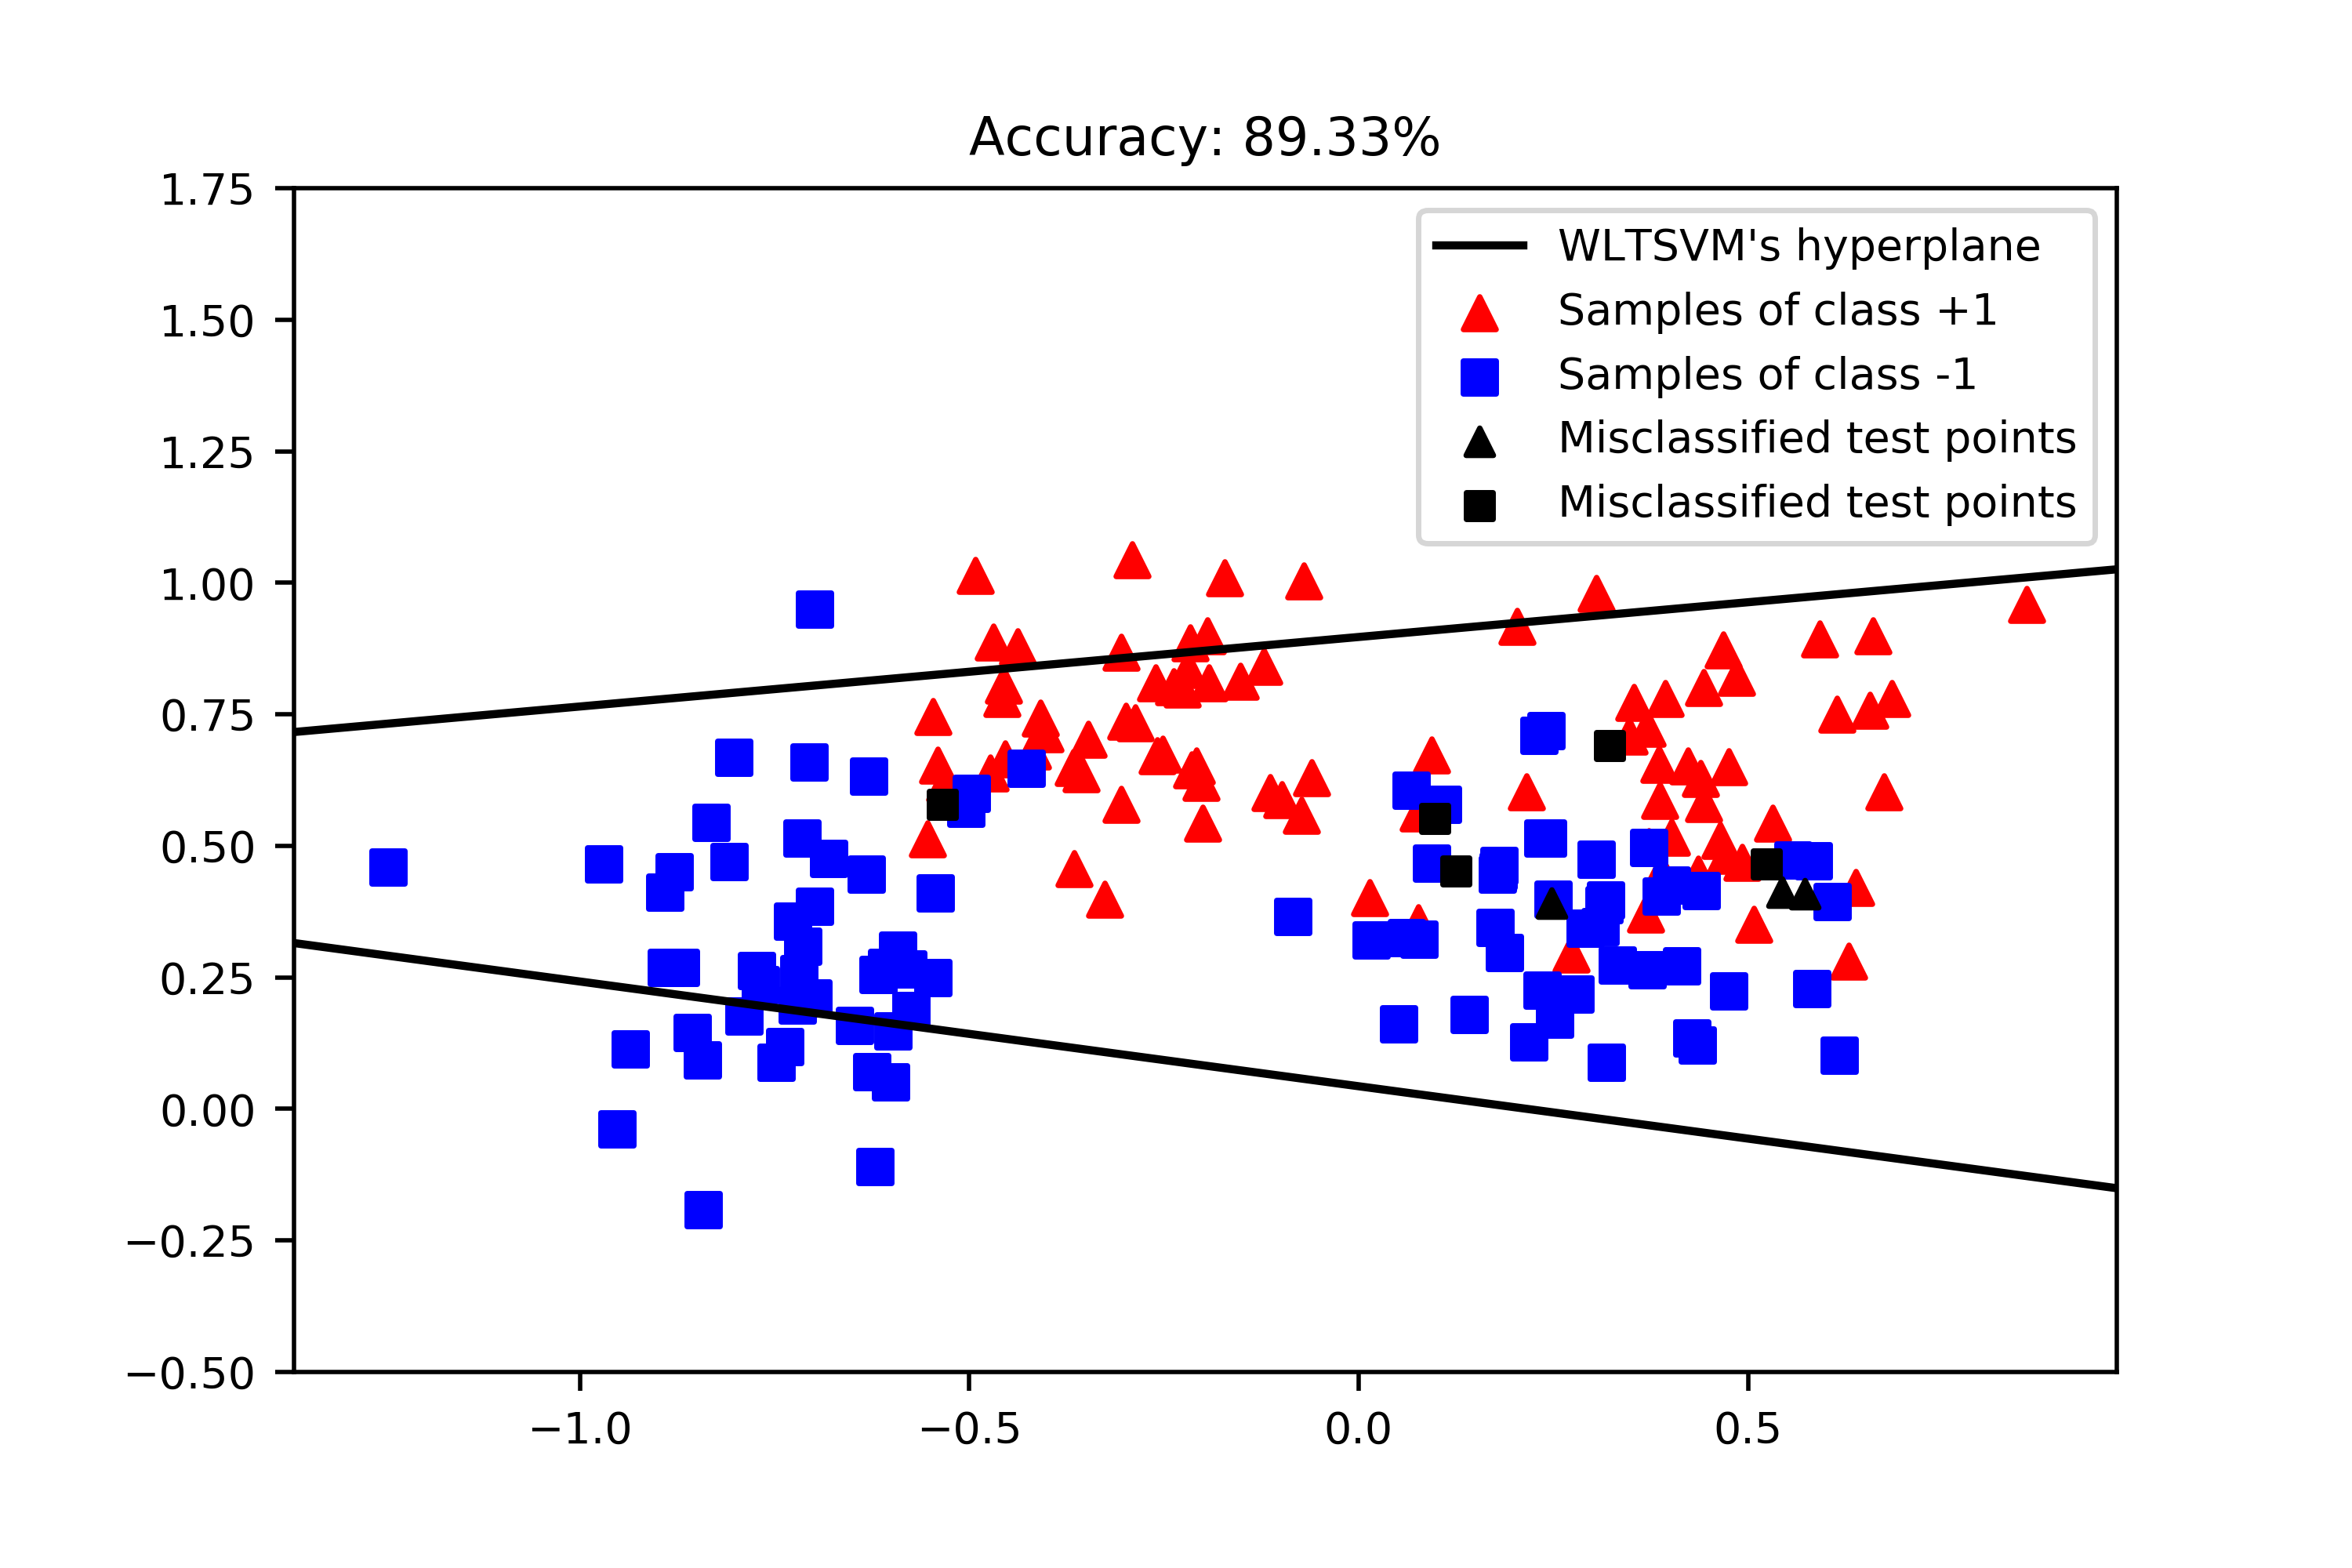 Accuracy: 89.33%
1.75
1.50
1.25
1.00
0.75
0.50
0.25
0.00
−0.25
−0.50
−1.0
−0.5
0.0
0.5
WLTSVM's hyperplane
Samples of class +1
Samples of class -1
Misclassified test points
Misclassified test points